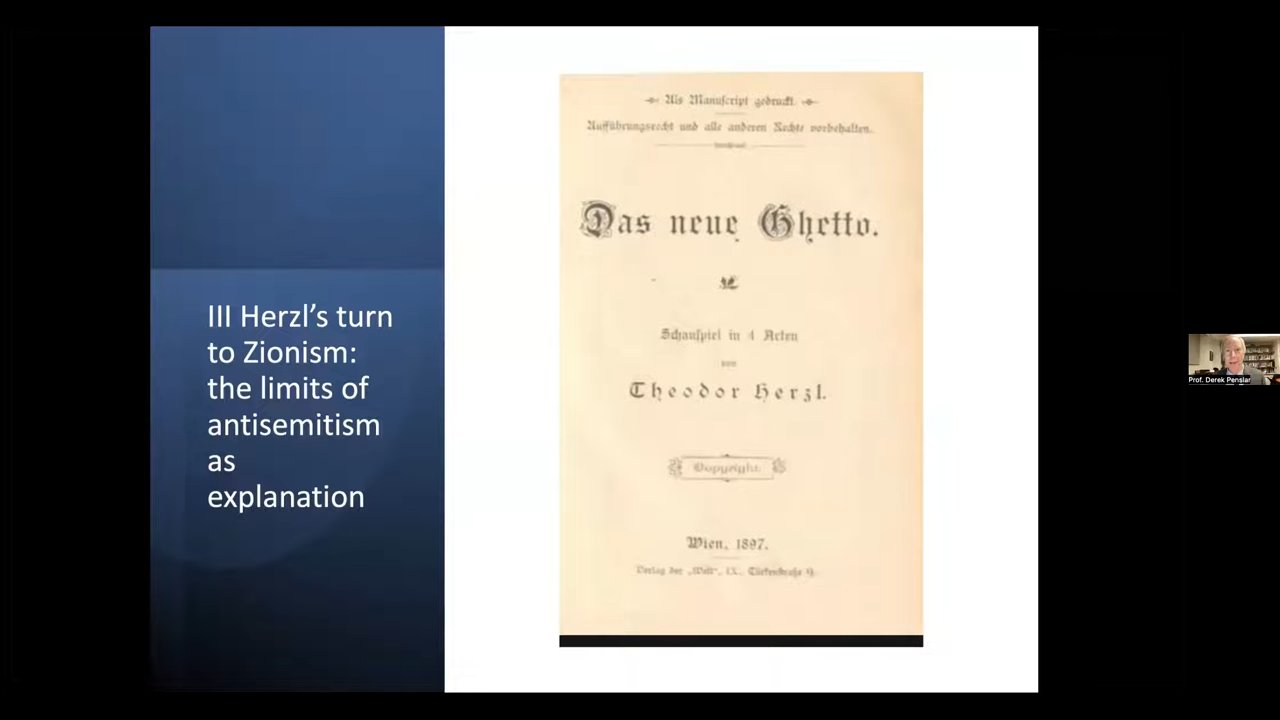 III Herzl’s turn
to Zionism:
the limits of
antisemitism
as
explanation
Als Manuscript gedruckt.
Aufführungsrecht und alle anderen Rechte vorbehalten.
Das neue Ghetto.
Schauspiel in 4 Acten
von
Theodor Herzl.
Copyright.
Wien, 1897.
Verlag der „Welt“, IX., Türkenstraße 9.
Prof. Derek Penslar